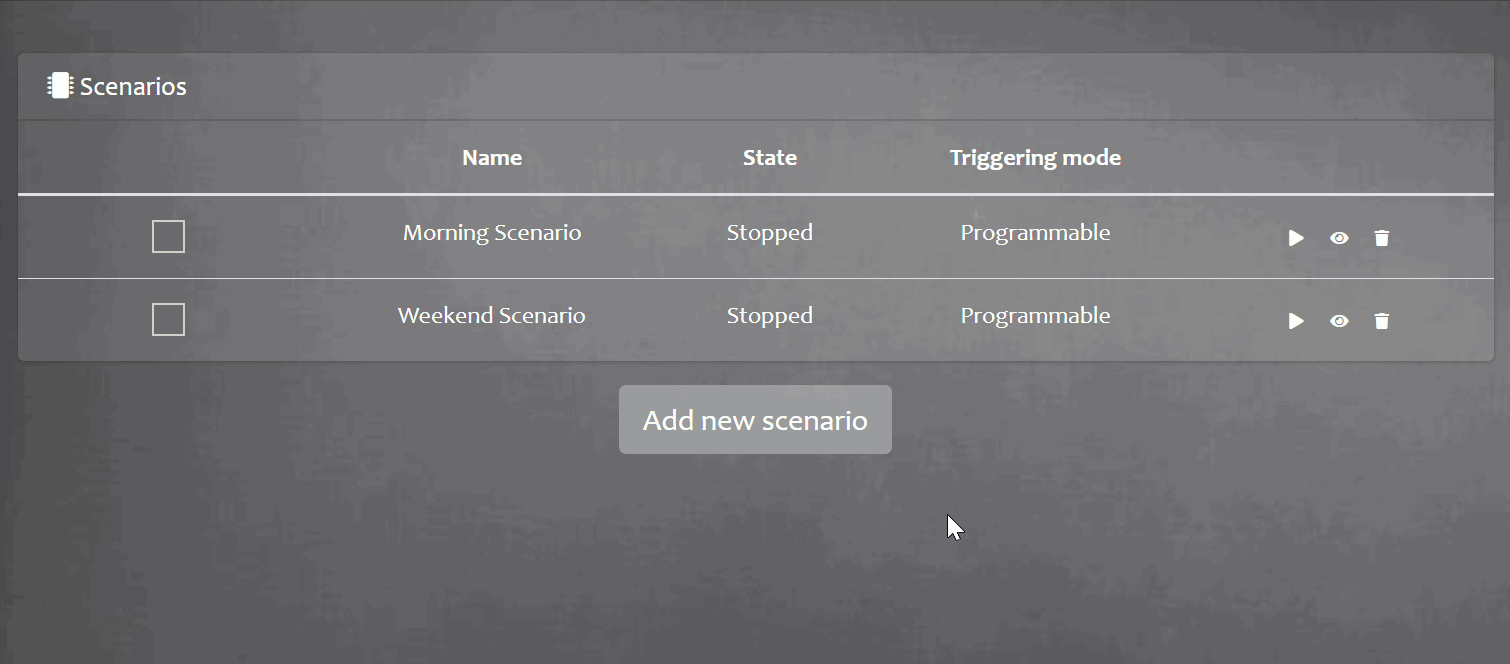 Scenarios
Name State Triggering mode
Morning Scenario Stopped Programmable
Weekend Scenario Stopped Programmable
Add new scenario